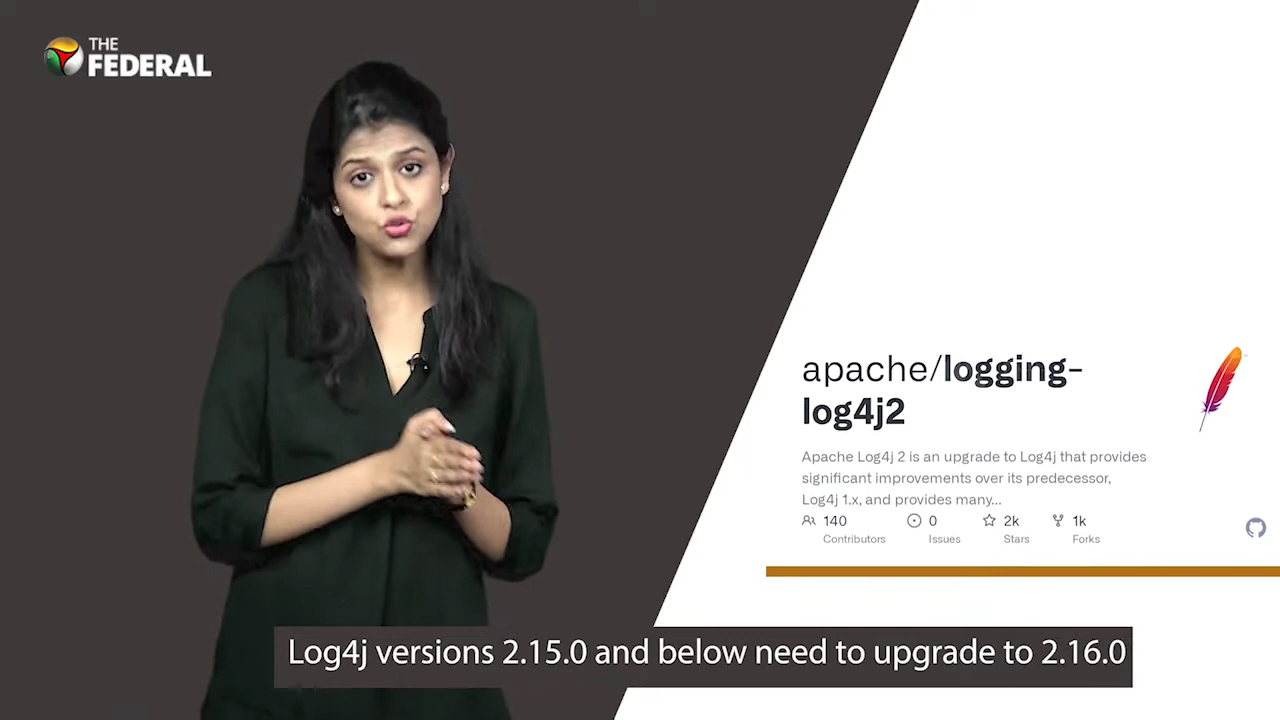 THE
FEDERAL
apache/logging-
log4j2
Apache Log4j 2 is an upgrade to Log4j that provides
significant improvements over its predecessor,
Log4j 1.x, and provides many...
140 0 2k 1k
Contributors Issues Stars Forks
Log4j versions 2.15.0 and below need to upgrade to 2.16.0